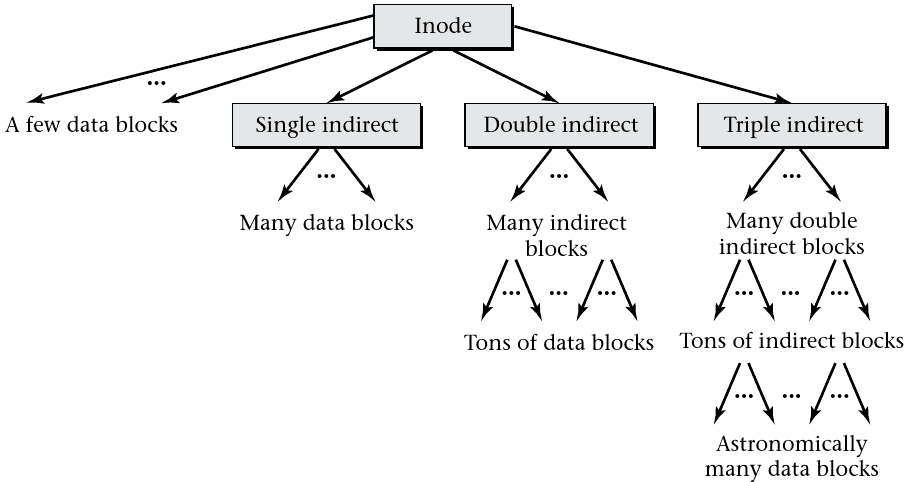 Inode
...
A few data blocks
Single indirect
Double indirect
Triple indirect
...
...
...
Many data blocks
Many indirect
blocks
Many double
indirect blocks
... ... ...
... ... ...
Tons of data blocks
Tons of indirect blocks
... ... ...
Astronomically
many data blocks